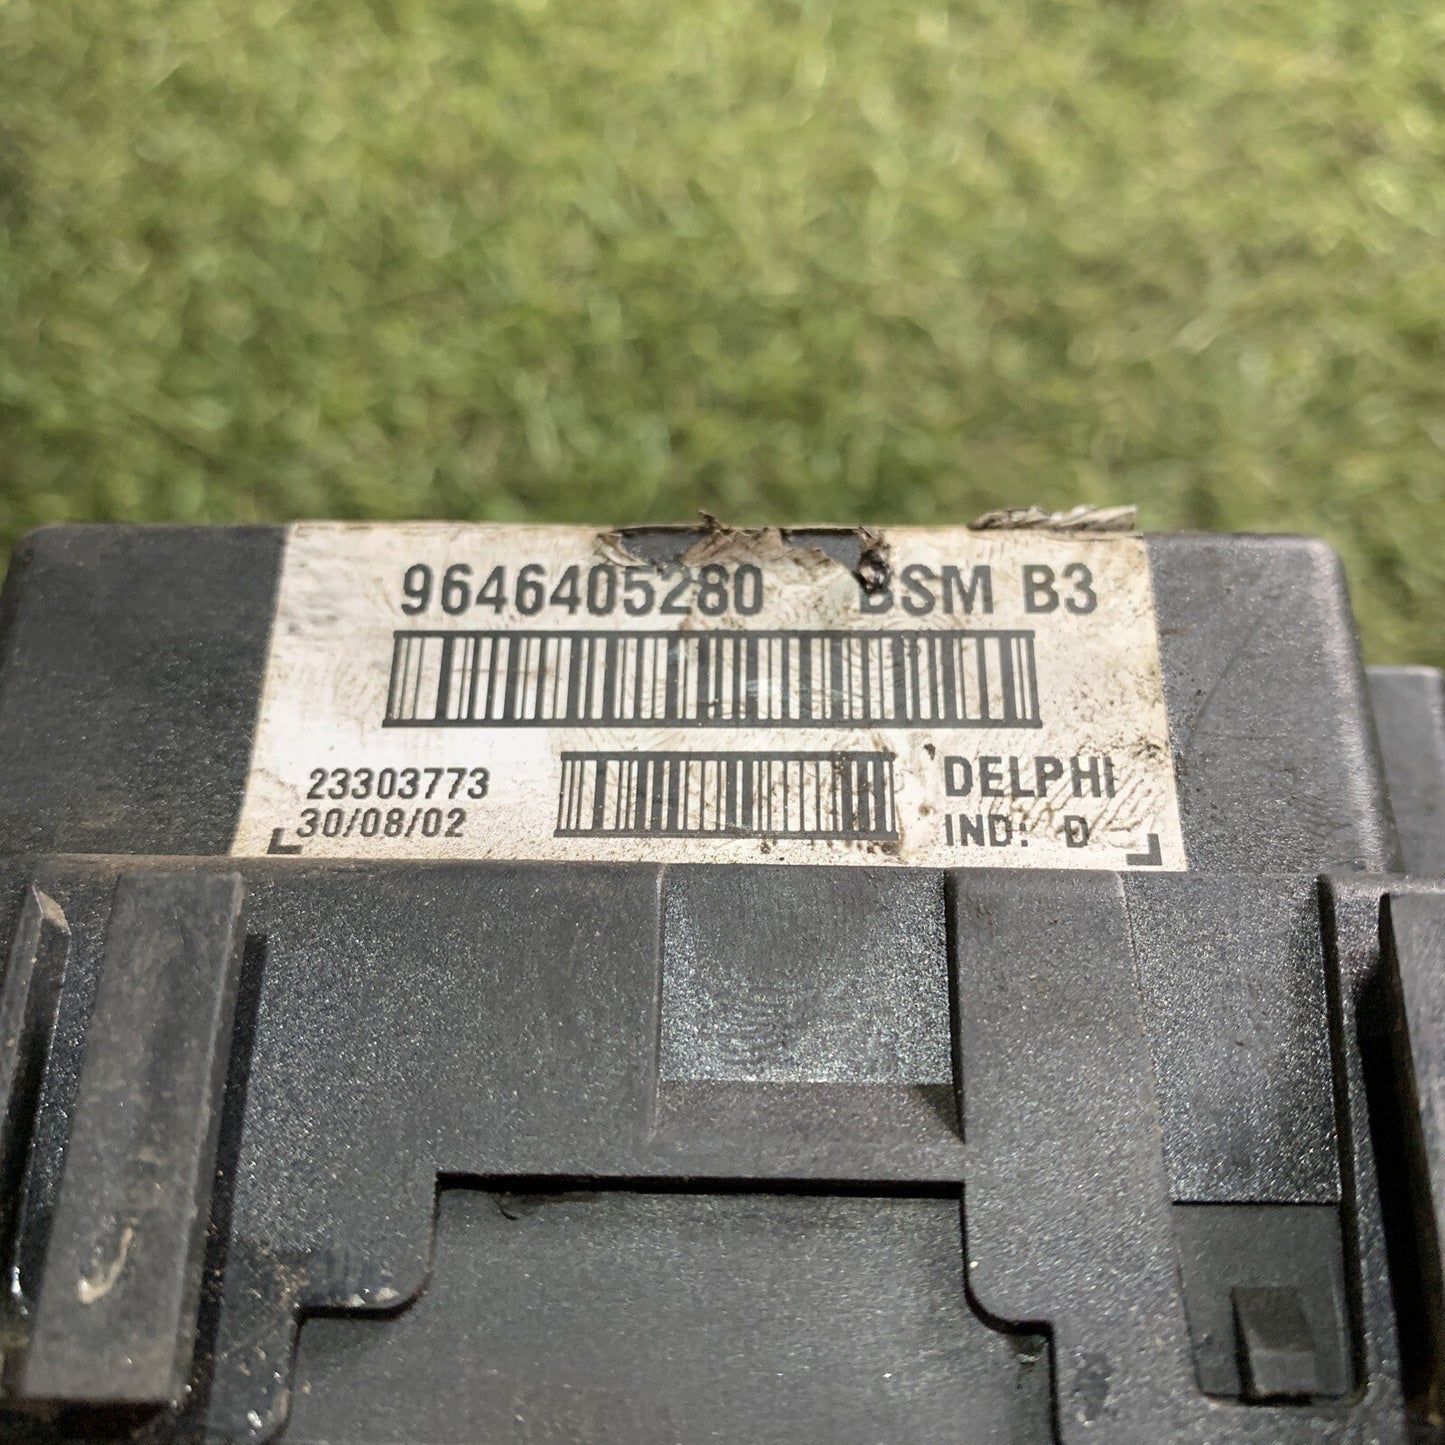 9646405280 BSM B3
23303773
30/08/02
DELPHI
IND: D